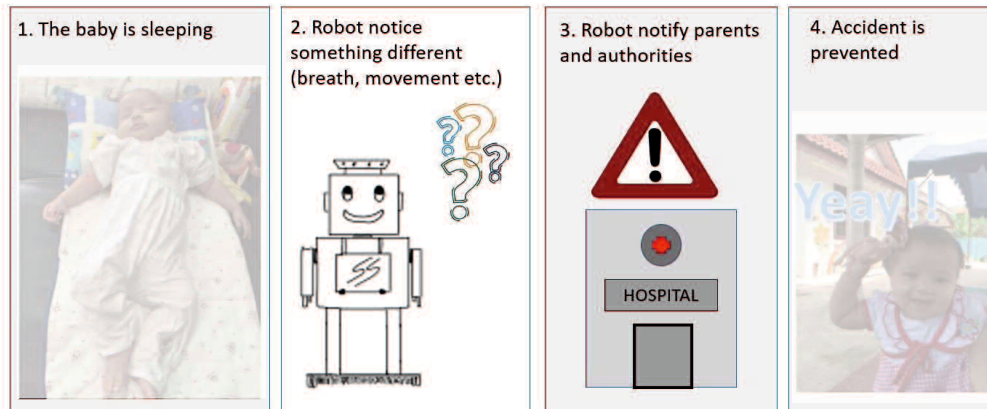 1. The baby is sleeping
2. Robot notice
something different
(breath, movement etc.)
? ? ? ?
SS
3. Robot notify parents
and authorities
!
HOSPITAL
4. Accident is
prevented
Yeay!!